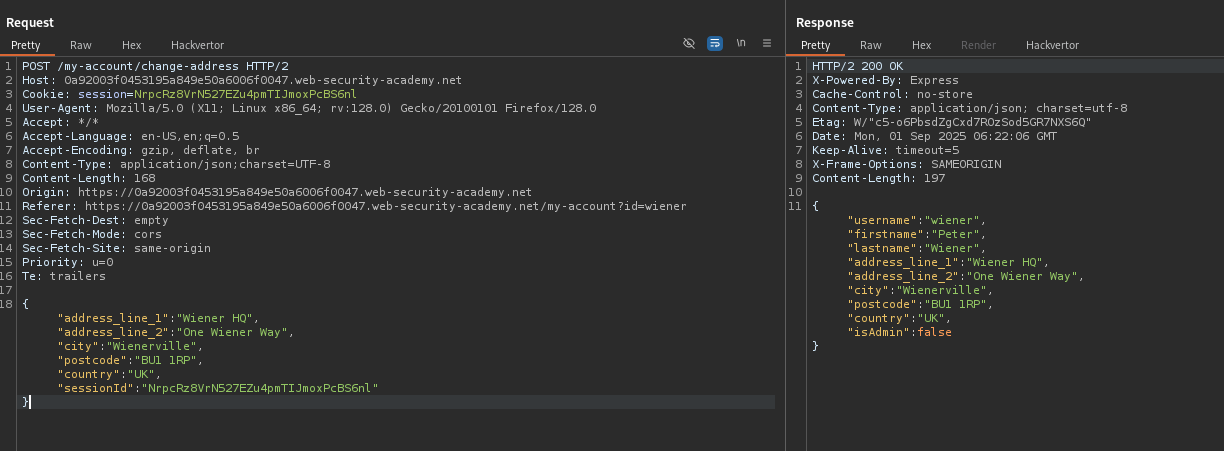 Request
Pretty Raw Hex Hackvertor
\n
1 POST /my-account/change-address HTTP/2
2 Host: 0a92003f0453195a849e50a6006f0047.web-security-academy.net
3 Cookie: session=NrpcRz8VrN527EZu4pmTIJmoxPcBS6nl
4 User-Agent: Mozilla/5.0 (X11; Linux x86_64; rv:128.0) Gecko/20100101 Firefox/128.0
5 Accept: */*
6 Accept-Language: en-US,en;q=0.5
7 Accept-Encoding: gzip, deflate, br
8 Content-Type: application/json;charset=UTF-8
9 Content-Length: 168
10 Origin: https://0a92003f0453195a849e50a6006f0047.web-security-academy.net
11 Referer: https://0a92003f0453195a849e50a6006f0047.web-security-academy.net/my-account?id=wiener
12 Sec-Fetch-Dest: empty
13 Sec-Fetch-Mode: cors
14 Sec-Fetch-Site: same-origin
15 Priority: u=0
16 Te: trailers
17
18 {
"address_line_1":"Wiener HQ",
"address_line_2":"One Wiener Way",
"city":"Wienerville",
"postcode":"BU1 1RP",
"country":"UK",
"sessionId":"NrpcRz8VrN527EZu4pmTIJmoxPcBS6nl"
}
Response
Pretty Raw Hex Render Hackvertor
1 HTTP/2 200 OK
2 X-Powered-By: Express
3 Cache-Control: no-store
4 Content-Type: application/json; charset=utf-8
5 Etag: W/"c5-o6PbsdZgCxd7ROzSod5GR7NXS6Q"
6 Date: Mon, 01 Sep 2025 06:22:06 GMT
7 Keep-Alive: timeout=5
8 X-Frame-Options: SAMEORIGIN
9 Content-Length: 197
10
11 {
"username":"wiener",
"firstname":"Peter",
"lastname":"Wiener",
"address_line_1":"Wiener HQ",
"address_line_2":"One Wiener Way",
"city":"Wienerville",
"postcode":"BU1 1RP",
"country":"UK",
"isAdmin":false
}